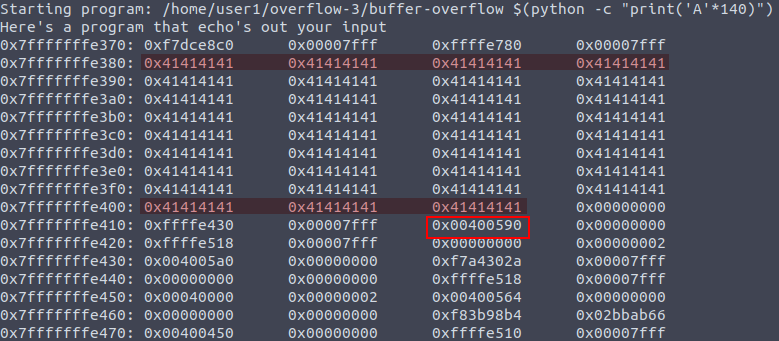 Starting program: /home/user1/overflow-3/buffer-overflow $(python -c "print('A'*140)")
Here's a program that echo's out your input
0x7fffffffe370: 0xf7dce8c0 0x00007fff 0xffffe780 0x00007fff
0x7fffffffe380: 0x41414141 0x41414141 0x41414141 0x41414141
0x7fffffffe390: 0x41414141 0x41414141 0x41414141 0x41414141
0x7fffffffe3a0: 0x41414141 0x41414141 0x41414141 0x41414141
0x7fffffffe3b0: 0x41414141 0x41414141 0x41414141 0x41414141
0x7fffffffe3c0: 0x41414141 0x41414141 0x41414141 0x41414141
0x7fffffffe3d0: 0x41414141 0x41414141 0x41414141 0x41414141
0x7fffffffe3e0: 0x41414141 0x41414141 0x41414141 0x41414141
0x7fffffffe3f0: 0x41414141 0x41414141 0x41414141 0x41414141
0x7fffffffe400: 0x41414141 0x41414141 0x41414141 0x00000000
0x7fffffffe410: 0xffffe430 0x00007fff 0x00400590 0x00000000
0x7fffffffe420: 0xffffe518 0x00007fff 0x00000000 0x00000002
0x7fffffffe430: 0x004005a0 0x00000000 0xf7a4302a 0x00007fff
0x7fffffffe440: 0x00000000 0x00000000 0xffffe518 0x00007fff
0x7fffffffe450: 0x00040000 0x00000002 0x00400564 0x00000000
0x7fffffffe460: 0x00000000 0x00000000 0xf83b98b4 0x02bbab66
0x7fffffffe470: 0x00400450 0x00000000 0xffffe510 0x00007fff